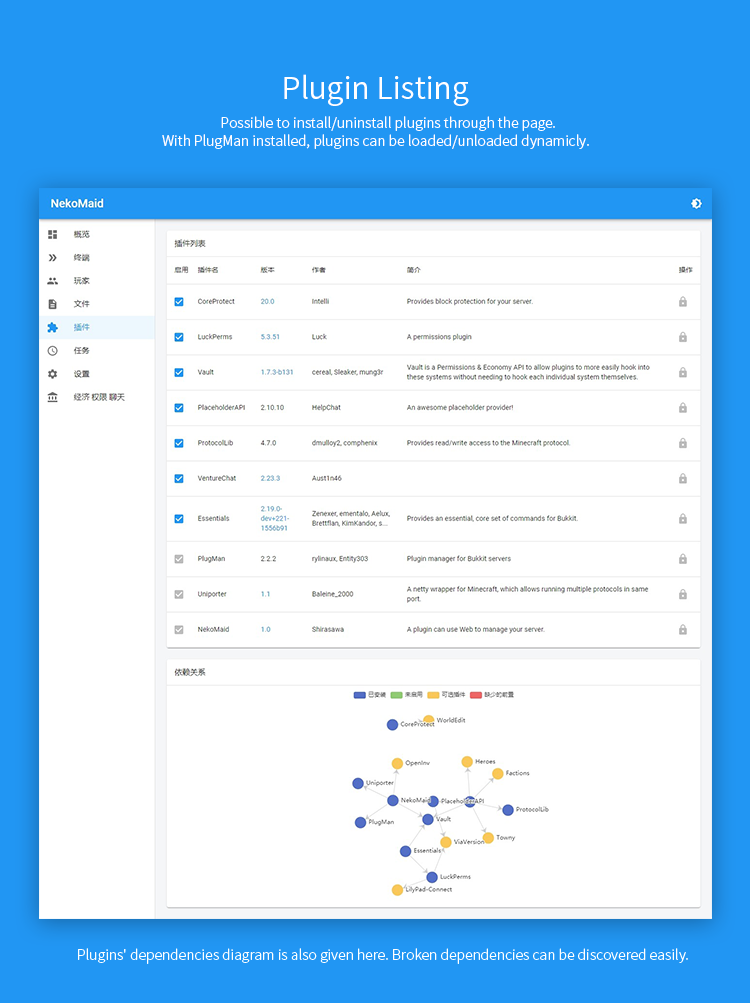 Plugin Listing
Possible to install/uninstall plugins through the page.
With PlugMan installed, plugins can be loaded/unloaded dynamicly.
NekoMaid
概览
终端
玩家
文件
插件
任务
设置
经济 权限 聊天
插件列表
启用 插件名 版本 作者 简介 操作
CoreProtect 20.0 Intelli Provides block protection for your server.
LuckPerms 5.3.51 Luck A permissions plugin
Vault 1.7.3-b131 cereal, Sleaker, mung3r Vault is a Permissions & Economy API to allow plugins to more easily hook into
these systems without needing to hook each individual system themselves.
PlaceholderAPI 2.10.10 HelpChat An awesome placeholder provider!
ProtocolLib 4.7.0 dmulloy2, comphenix Provides read/write access to the Minecraft protocol.
VentureChat 2.23.3 Aust1n46
Essentials 2.19.0-dev+221-1556b91 Zenexer, ementalo, Aelux,
Brettflan, KimKandor, s... Provides an essential, core set of commands for Bukkit.
PlugMan 2.2.2 rylinaux, Entity303 Plugin manager for Bukkit servers
Uniporter 1.1 Baleine_2000 A netty wrapper for Minecraft, which allows running multiple protocols in same
port.
NekoMaid 1.0 Shirasawa A plugin can use Web to manage your server.
依赖关系
已安装 未启用 可选插件 缺少的前置
CoreProtect WorldEdit
OpenInv Heroes
Factions
Uniporter
NekoMaid PlaceholderAPI
ProtocolLib
PlugMan Vault
ViaVersion Towny
Essentials
LuckPerms
LilyPad-Connect
Plugins' dependencies diagram is also given here. Broken dependencies can be discovered easily.